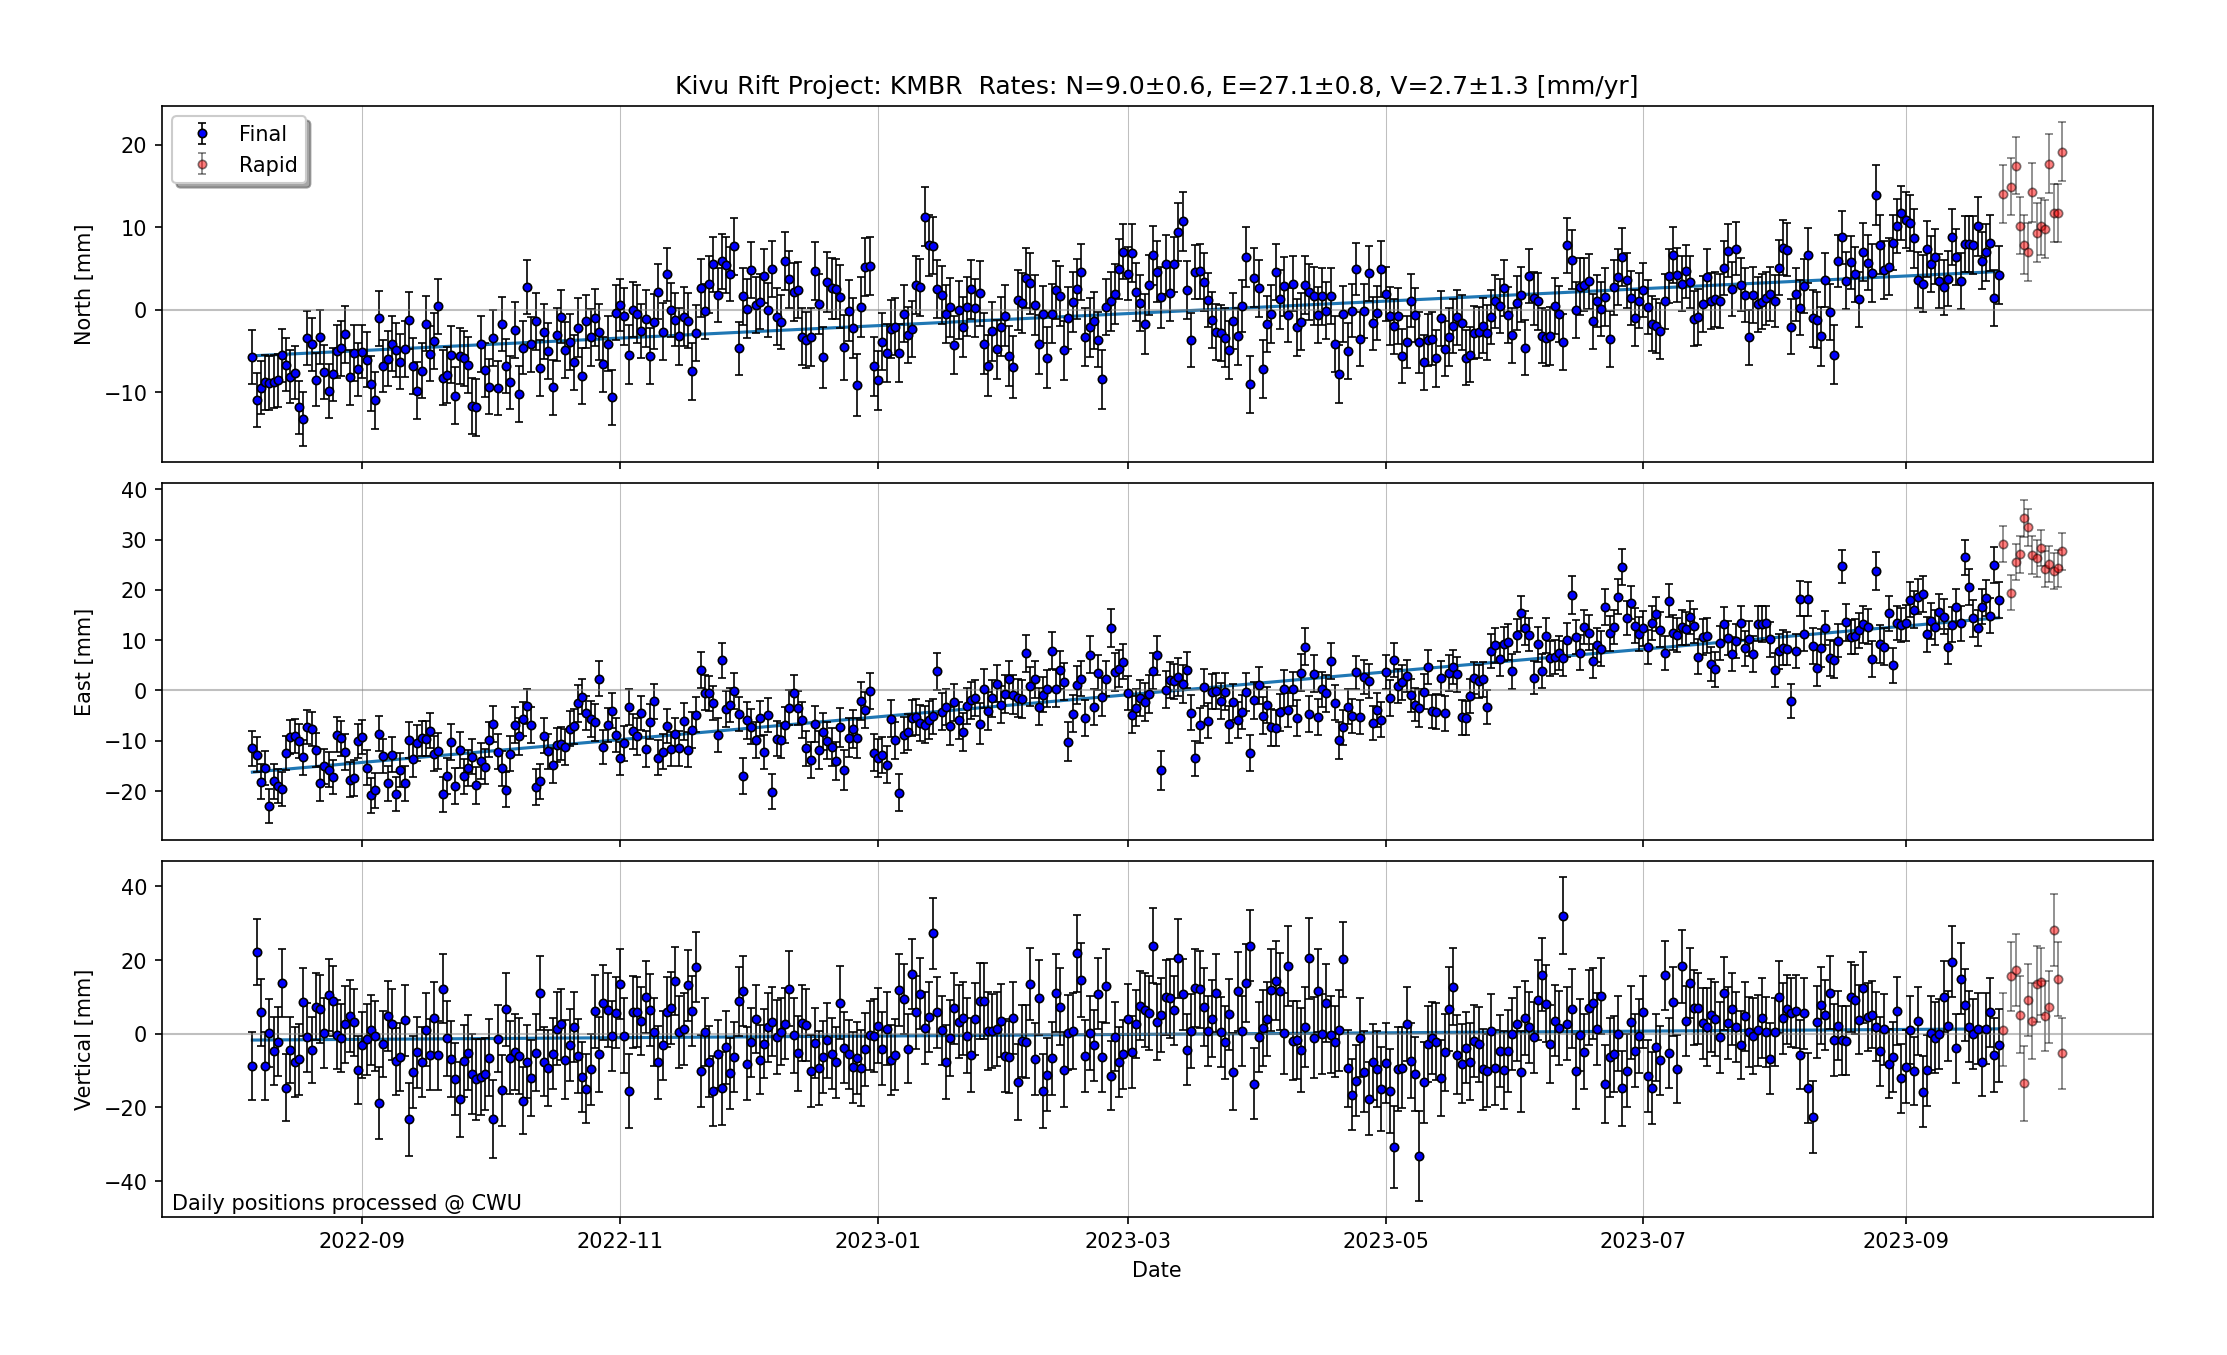 Kivu Rift Project: KMBR  Rates: N=9.0±0.6, E=27.1±0.8, V=2.7±1.3 [mm/yr]
Final
Rapid
North [mm]
20
10
0
−10
East [mm]
40
30
20
10
0
−10
−20
Vertical [mm]
40
20
0
−20
−40
Daily positions processed @ CWU
2022-09 2022-11 2023-01 2023-03 2023-05 2023-07 2023-09
Date